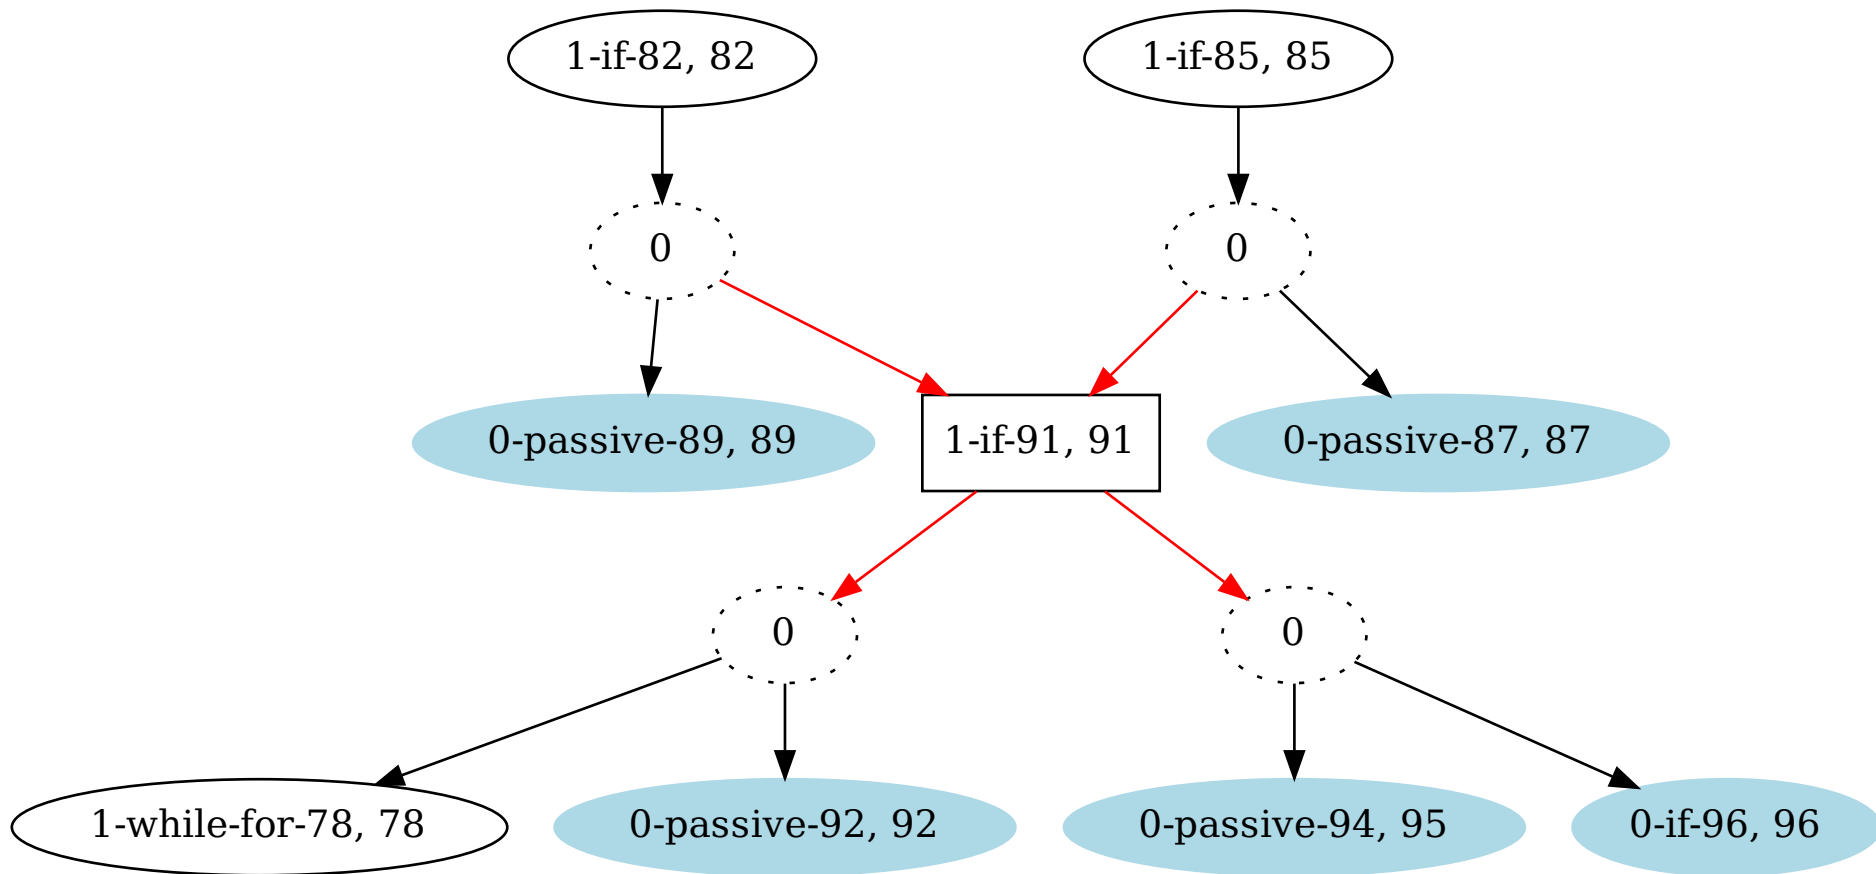 1-if-82, 82
1-if-85, 85
0
0
0-passive-89, 89
1-if-91, 91
0-passive-87, 87
0
0
1-while-for-78, 78
0-passive-92, 92
0-passive-94, 95
0-if-96, 96